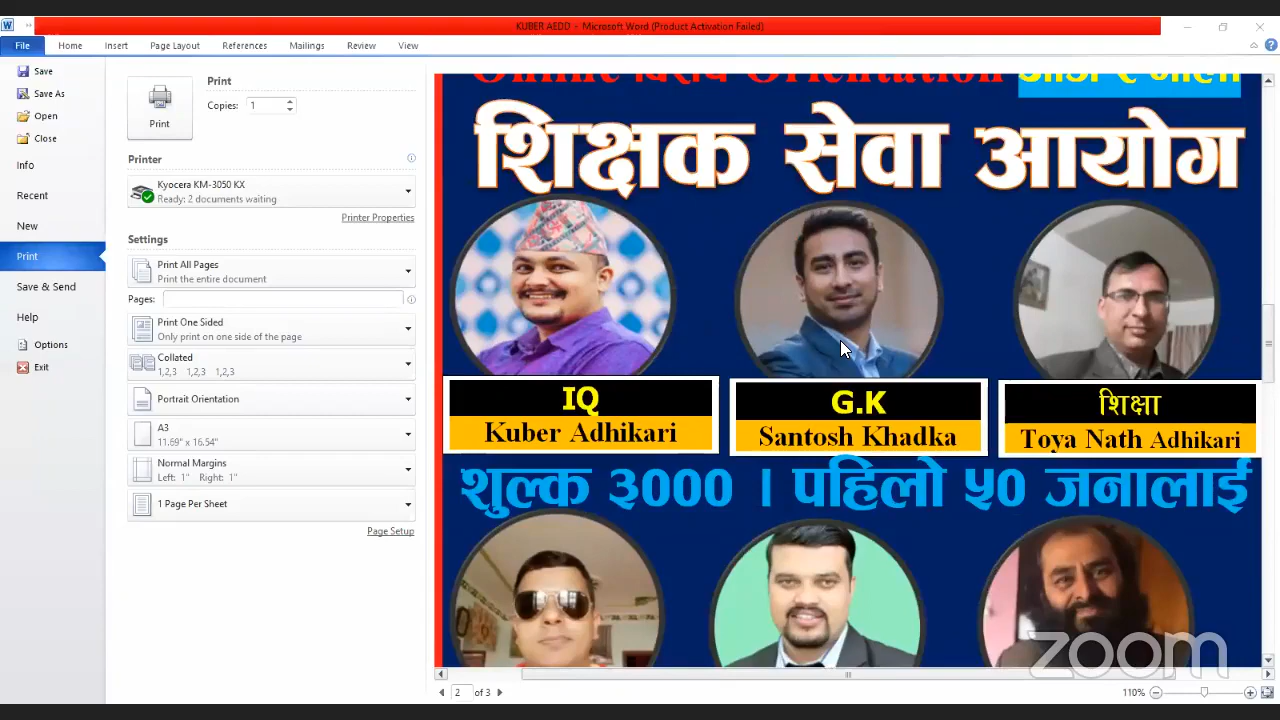 KUBER AEDD - Microsoft Word (Product Activation Failed)
File Home Insert Page Layout References Mailings Review View
Save
Save As
Open
Close
Info
Recent
New
Print
Save & Send
Help
Options
Exit
Print
Print
Copies: 1
Printer
Kyocera KM-3050 KX
Ready: 2 documents waiting
Printer Properties
Settings
Print All Pages
Print the entire document
Pages:
Print One Sided
Only print on one side of the page
Collated
1,2,3 1,2,3 1,2,3
Portrait Orientation
A3
11.69" x 16.54"
Normal Margins
Left: 1" Right: 1"
1 Page Per Sheet
Page Setup
Online विशेष Orientation
शिक्षक सेवा आयोग
IQ
Kuber Adhikari
G.K
Santosh Khadka
शिक्षा
Toya Nath Adhikari
शुल्क ३००० । पहिलो ५० जनालाई
zoom
2 of 3
110%